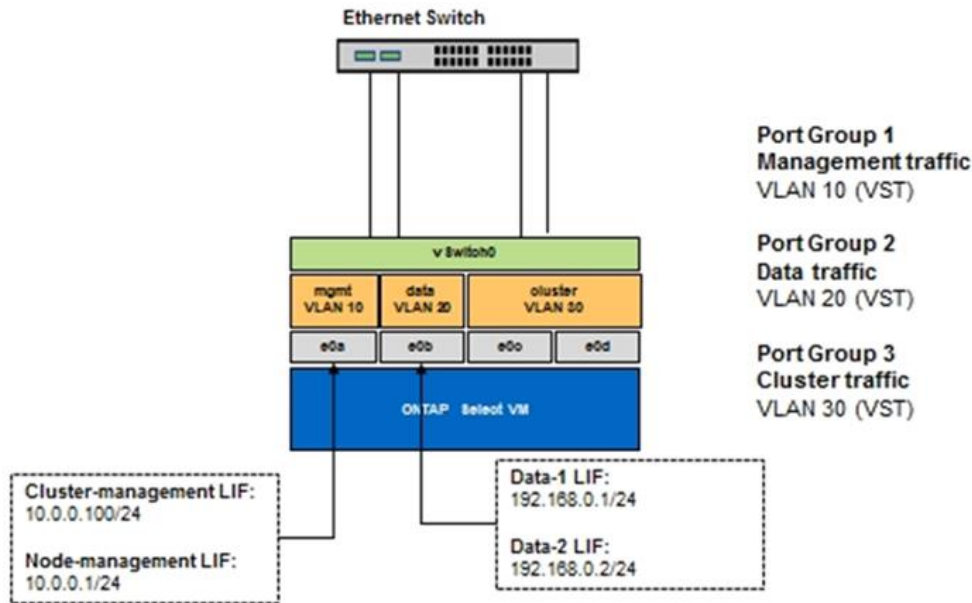 Ethernet Switch
Port Group 1
Management traffic
VLAN 10 (VST)
Port Group 2
Data traffic
VLAN 20 (VST)
Port Group 3
Cluster traffic
VLAN 30 (VST)
vSwitch0
mgmt
VLAN 10
data
VLAN 20
cluster
VLAN 30
e0a
e0b
e0c
e0d
ONTAP Select VM
Cluster-management LIF:
10.0.0.100/24
Node-management LIF:
10.0.0.1/24
Data-1 LIF:
192.168.0.1/24
Data-2 LIF:
192.168.0.2/24